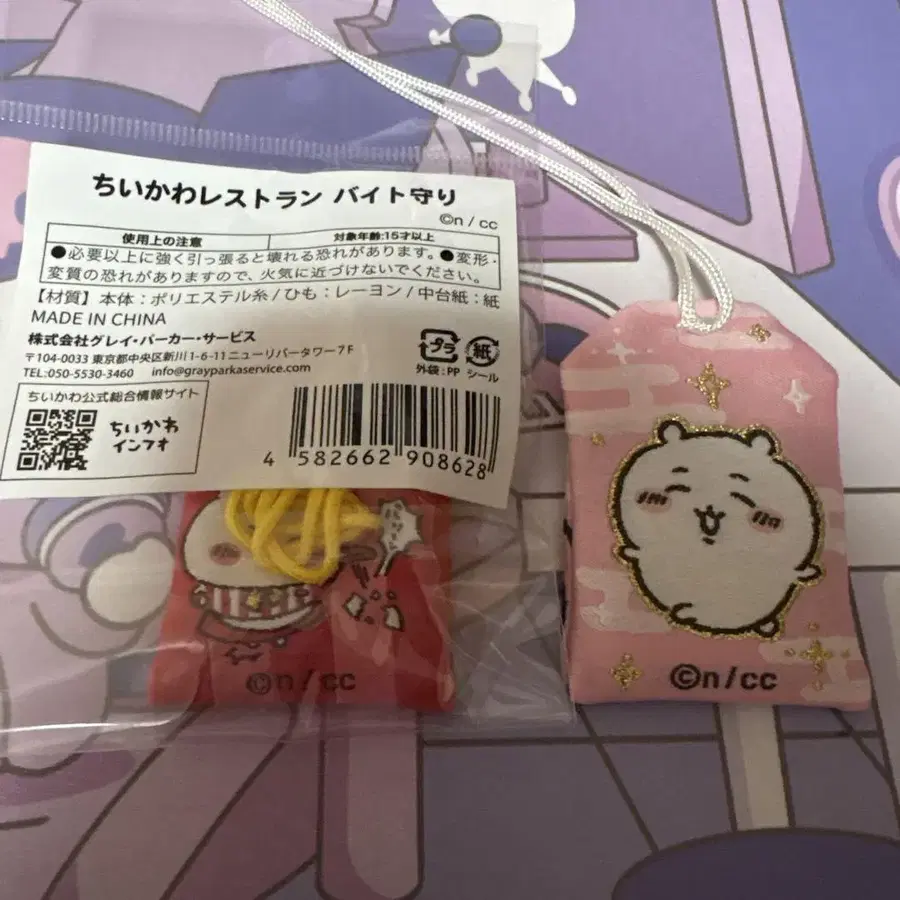 ちいかわレストラン バイト守り
©n / cc
使用上の注意
対象年齢:15才以上
●必要以上に強く引っ張ると壊れる恐れがあります。●変形・
変質の恐れがありますので、火気に近づけないでください。
【材質】本体:ポリエステル糸/ひも:レーヨン/中台紙:紙
MADE IN CHINA
株式会社グレイ・パーカー・サービス
〒104-0033 東京都中央区新川1-6-11ニューリバータワー7F
TEL:050-5530-3460 info@grayparkaservice.com
プラ
紙
外袋:PP シール
ちいかわ公式総合情報サイト
ちいかわ
インフォ
4 582662 908628
©n/cc
©n/cc